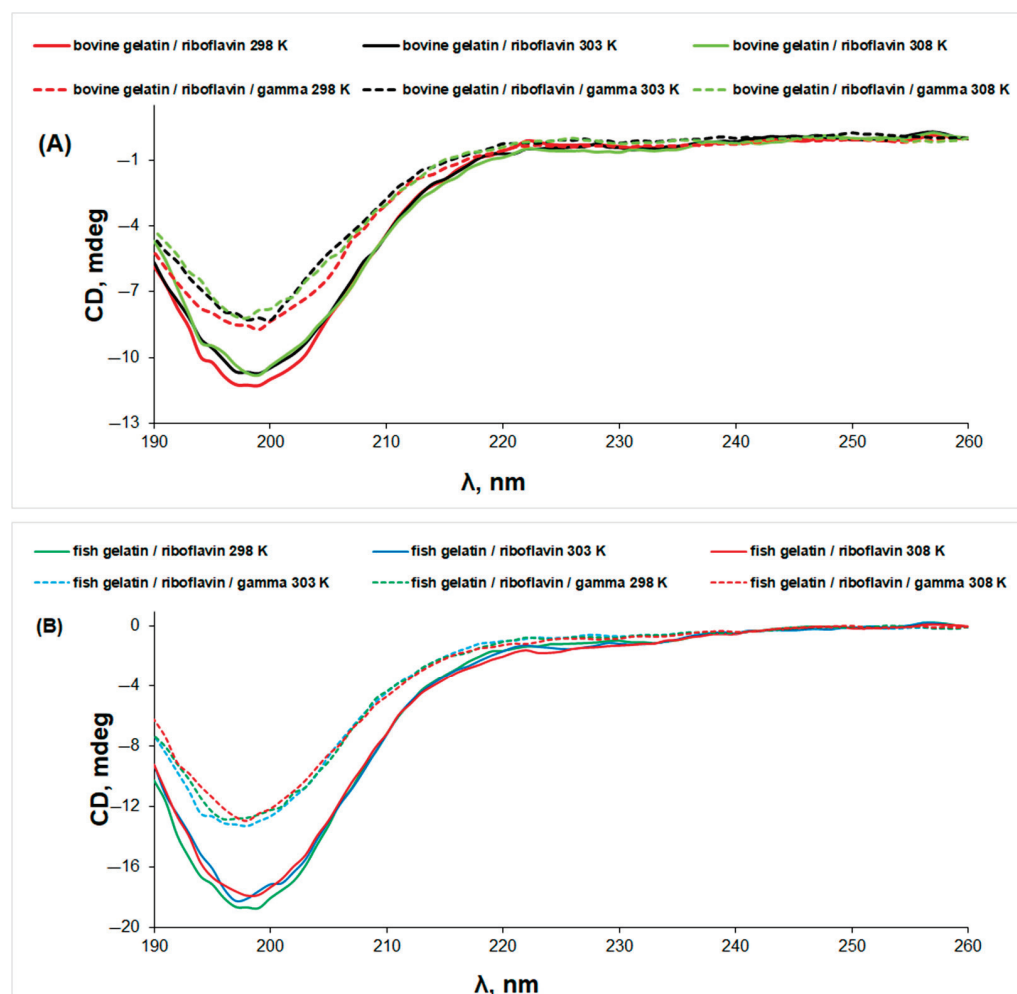 bovine gelatin / riboflavin 298 K bovine gelatin / riboflavin 303 K bovine gelatin / riboflavin 308 K
bovine gelatin / riboflavin / gamma 298 K bovine gelatin / riboflavin / gamma 303 K bovine gelatin / riboflavin / gamma 308 K
(A)
CD, mdeg
–1
–4
–7
–10
–13
190 200 210 220 230 240 250 260
λ, nm
fish gelatin / riboflavin 298 K fish gelatin / riboflavin 303 K fish gelatin / riboflavin 308 K
fish gelatin / riboflavin / gamma 303 K fish gelatin / riboflavin / gamma 298 K fish gelatin / riboflavin / gamma 308 K
(B)
CD, mdeg
0
–4
–8
–12
–16
–20
190 200 210 220 230 240 250 260
λ, nm